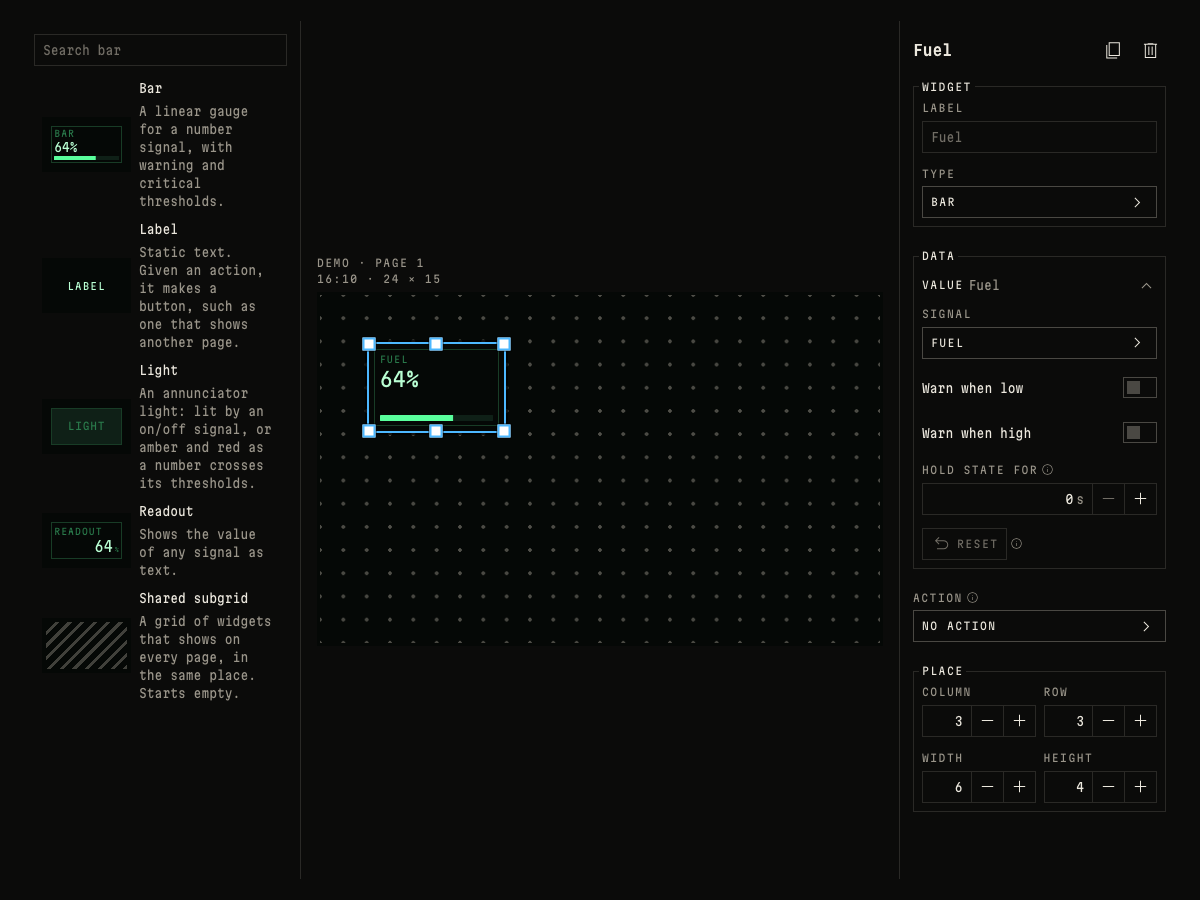 Search bar
BAR
64%
Bar
A linear gauge
for a number
signal, with
warning and
critical
thresholds.
LABEL
Label
Static text.
Given an action,
it makes a
button, such as
one that shows
another page.
LIGHT
Light
An annunciator
light: lit by an
on/off signal, or
amber and red as
a number crosses
its thresholds.
READOUT
64%
Readout
Shows the value
of any signal as
text.
Shared subgrid
A grid of widgets
that shows on
every page, in
the same place.
Starts empty.
DEMO · PAGE 1
16:10 · 24 × 15
FUEL
64%
Fuel
WIDGET
LABEL
Fuel
TYPE
BAR
DATA
VALUE Fuel
SIGNAL
FUEL
Warn when low
Warn when high
HOLD STATE FOR
0 s
RESET
ACTION
NO ACTION
PLACE
COLUMN ROW
3 3
WIDTH HEIGHT
6 4